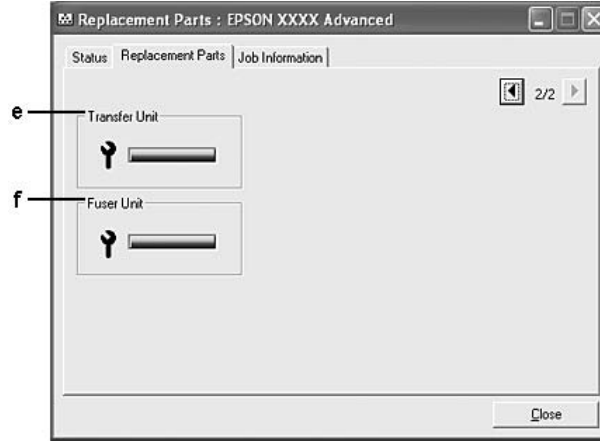 Replacement Parts : EPSON XXXX Advanced
Status Replacement Parts Job Information
2/2
e Transfer Unit
f Fuser Unit
Close